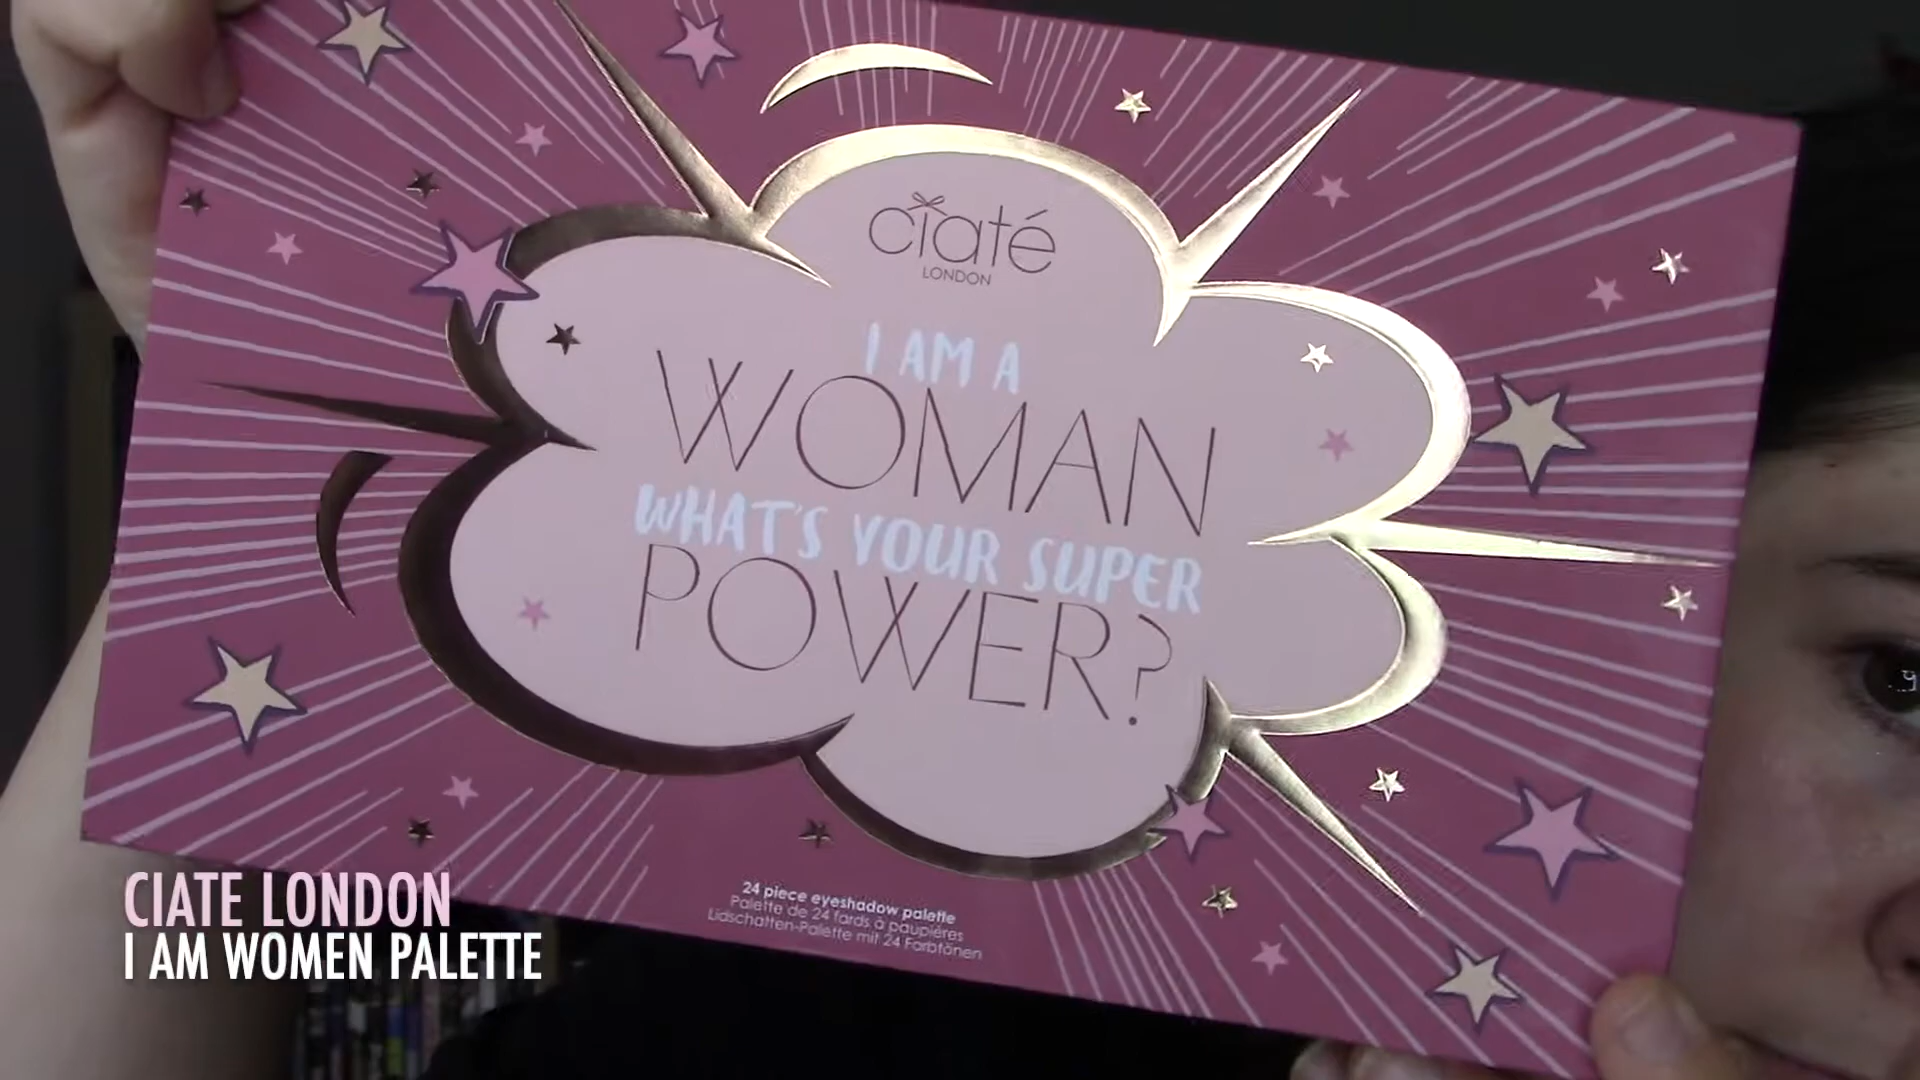 ciaté
LONDON
I AM A
WOMAN
WHAT'S YOUR SUPER
POWER?
24 piece eyeshadow palette
Palette de 24 fards à paupières
Lidschatten-Palette mit 24 Farbtönen
CIATE LONDON
I AM WOMEN PALETTE